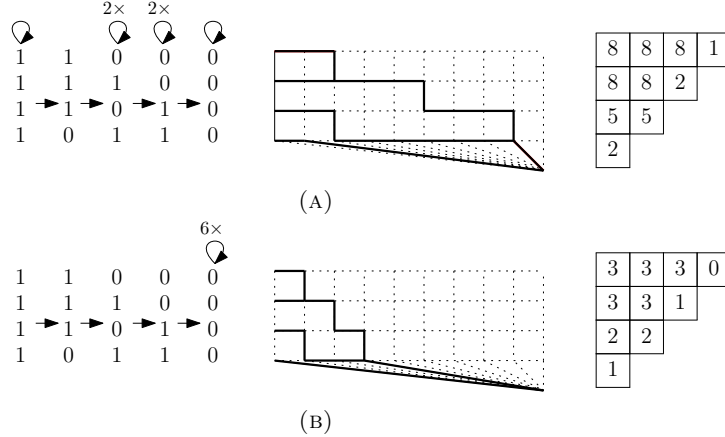 2× 2×
1 1 0 0 0 8 8 8 1
1 1 1 0 0 8 8 2
1 1 0 1 0 5 5
1 0 1 1 0 2
(A)
6×
1 1 0 0 0 3 3 3 0
1 1 1 0 0 3 3 1
1 1 0 1 0 2 2
1 0 1 1 0 1
(B)